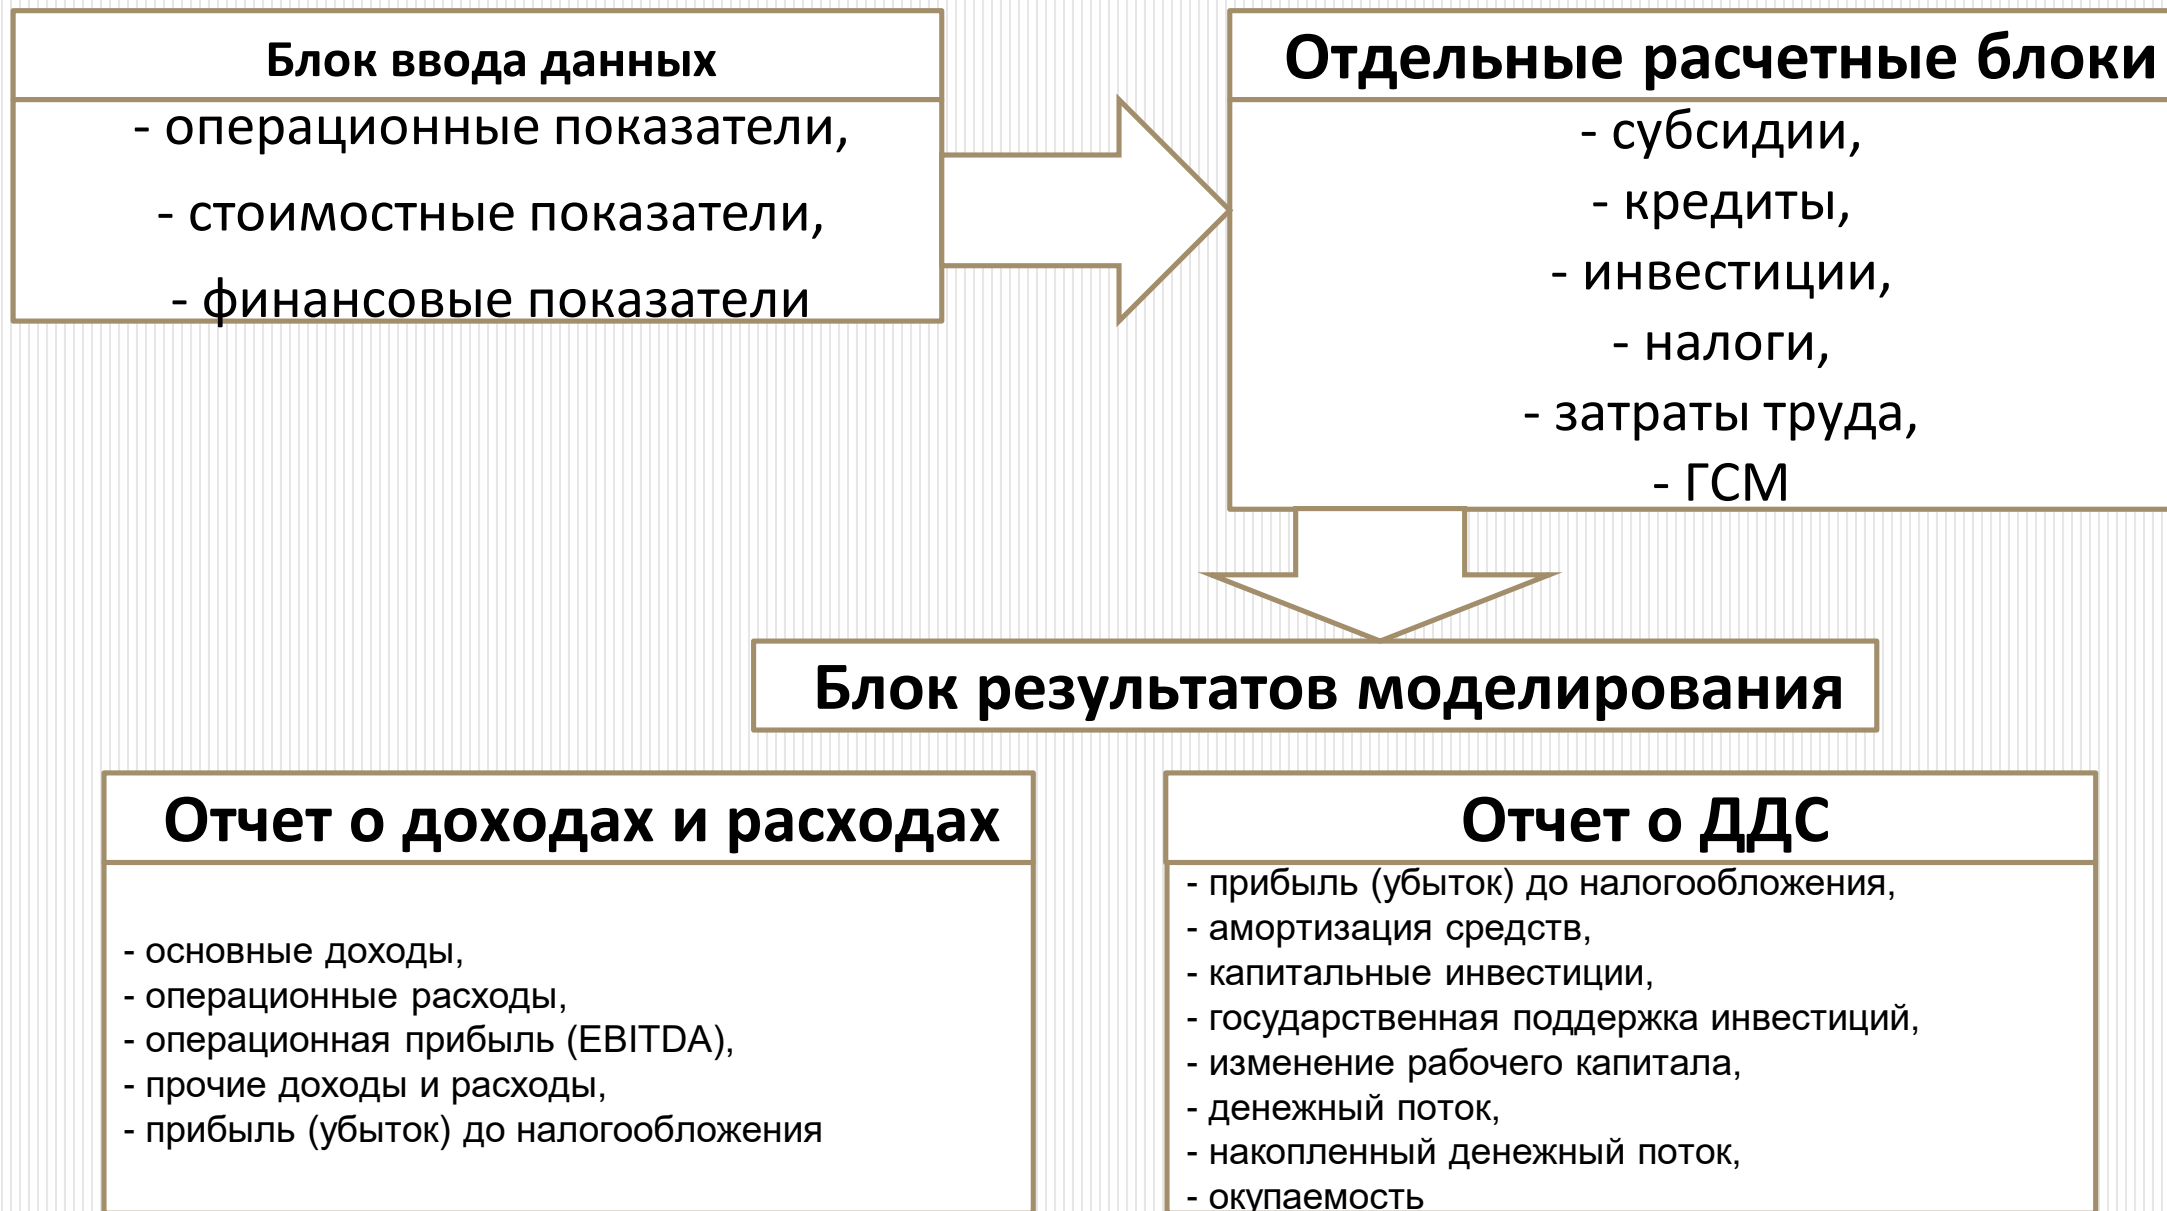 Блок ввода данных
- операционные показатели,
- стоимостные показатели,
- финансовые показатели
Отдельные расчетные блоки
- субсидии,
- кредиты,
- инвестиции,
- налоги,
- затраты труда,
- ГСМ
Блок результатов моделирования
Отчет о доходах и расходах
- основные доходы,
- операционные расходы,
- операционная прибыль (EBITDA),
- прочие доходы и расходы,
- прибыль (убыток) до налогообложения
Отчет о ДДС
- прибыль (убыток) до налогообложения,
- амортизация средств,
- капитальные инвестиции,
- государственная поддержка инвестиций,
- изменение рабочего капитала,
- денежный поток,
- накопленный денежный поток,
- окупаемость